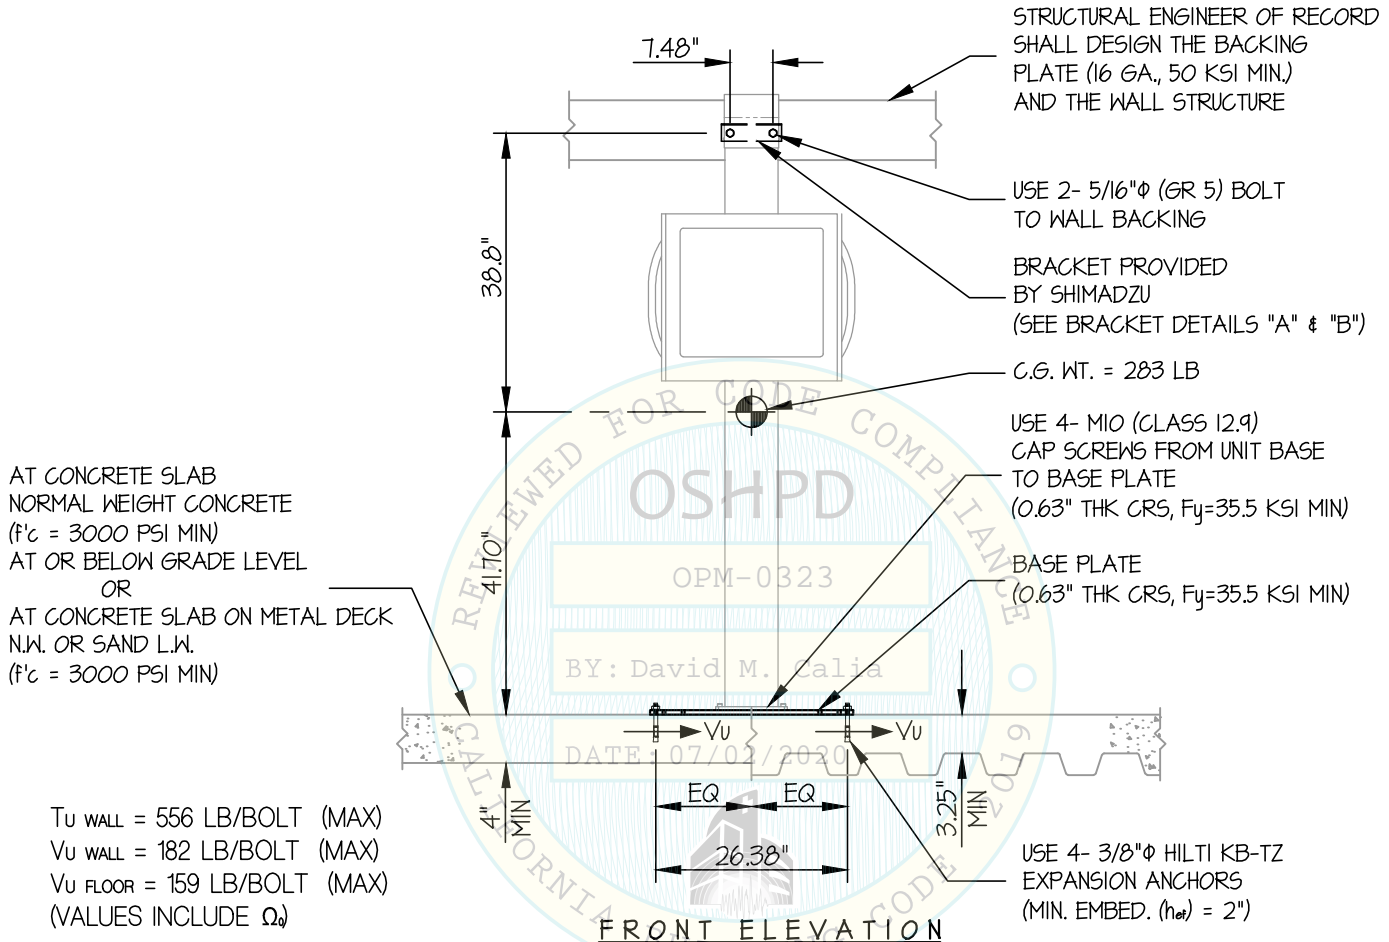 STRUCTURAL ENGINEER OF RECORD
SHALL DESIGN THE BACKING
PLATE (16 GA., 50 KSI MIN.)
AND THE WALL STRUCTURE
7.48"
USE 2- 5/16"Φ (GR 5) BOLT
TO WALL BACKING
38.8"
BRACKET PROVIDED
BY SHIMADZU
(SEE BRACKET DETAILS "A" & "B")
C.G. WT. = 283 LB
USE 4- M10 (CLASS 12.9)
CAP SCREWS FROM UNIT BASE
TO BASE PLATE
(0.63" THK CRS, Fy=35.5 KSI MIN)
BASE PLATE
(0.63" THK CRS, Fy=35.5 KSI MIN)
41.70"
AT CONCRETE SLAB
NORMAL WEIGHT CONCRETE
(f'c = 3000 PSI MIN)
AT OR BELOW GRADE LEVEL
OR
AT CONCRETE SLAB ON METAL DECK
N.W. OR SAND L.W.
(f'c = 3000 PSI MIN)
REVIEWED FOR CODE COMPLIANCE
OSHPD
OPM-0323
BY: David M. Calia
DATE: 07/02/2020
CALIFORNIA
CODE 2019
Vu
Vu
EQ
EQ
4"
MIN
3.25"
MIN
26.38"
Tu WALL = 556 LB/BOLT (MAX)
Vu WALL = 182 LB/BOLT (MAX)
Vu FLOOR = 159 LB/BOLT (MAX)
(VALUES INCLUDE Ω₀)
USE 4- 3/8"Φ HILTI KB-TZ
EXPANSION ANCHORS
(MIN. EMBED. (hef) = 2")
FRONT ELEVATION